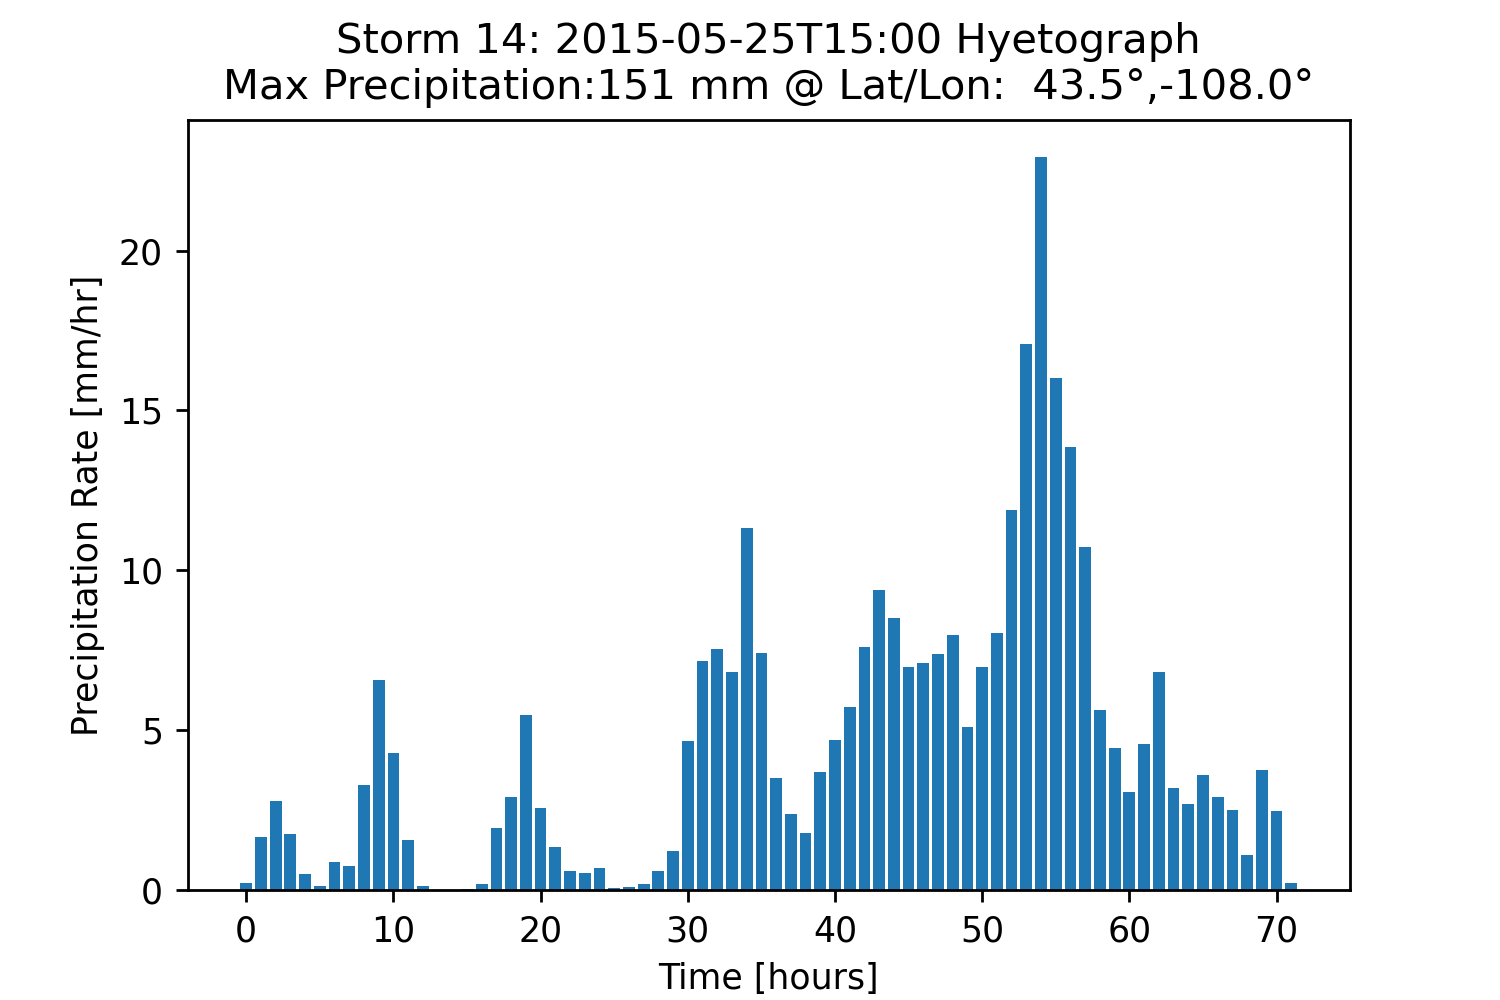 Storm 14: 2015-05-25T15:00 Hyetograph
Max Precipitation:151 mm @ Lat/Lon:  43.5°,-108.0°
Precipitation Rate [mm/hr]
20
15
10
5
0
0 10 20 30 40 50 60 70
Time [hours]